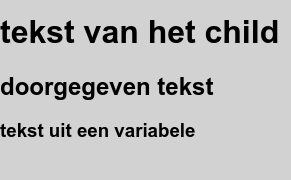 tekst van het child
doorgegeven tekst
tekst uit een variabele